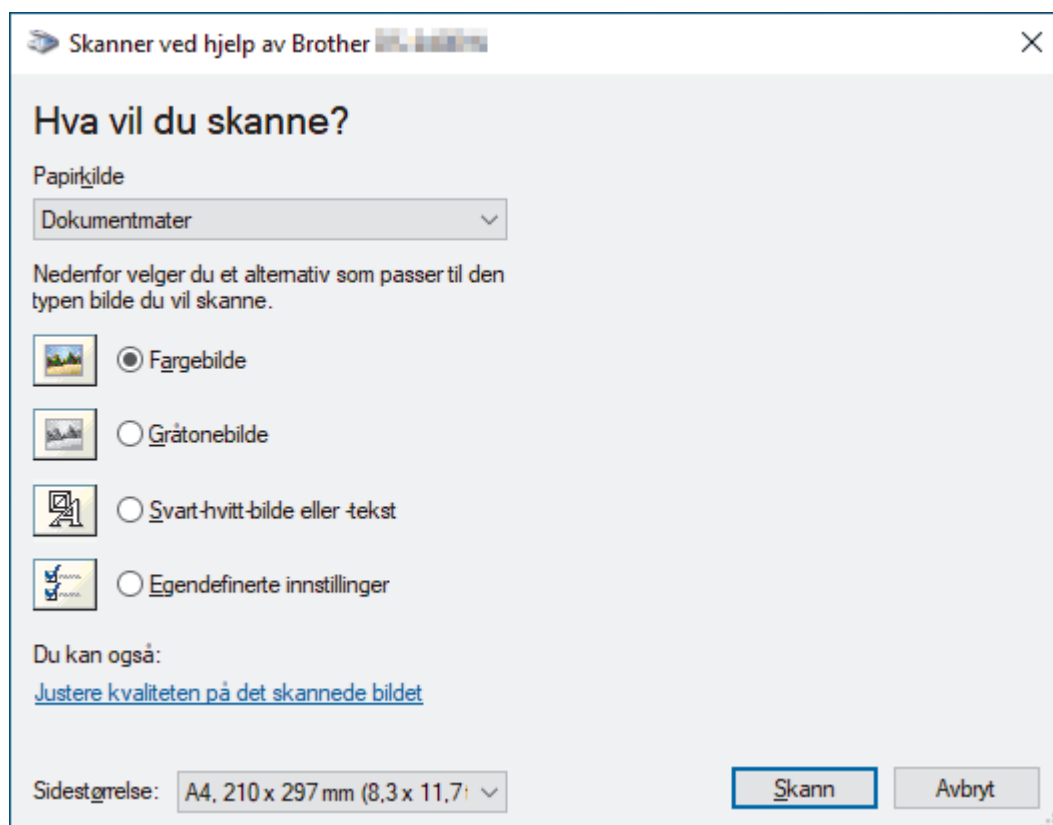 Skanner ved hjelp av Brother
Hva vil du skanne?
Papirkilde
Dokumentmater
Nedenfor velger du et alternativ som passer til den
typen bilde du vil skanne.
Fargebilde
Gråtonebilde
Svart-hvitt-bilde eller -tekst
Egendefinerte innstillinger
Du kan også:
Justere kvaliteten på det skannede bildet
Sidestørrelse: A4, 210 x 297 mm (8,3 x 11,7
Skann Avbryt